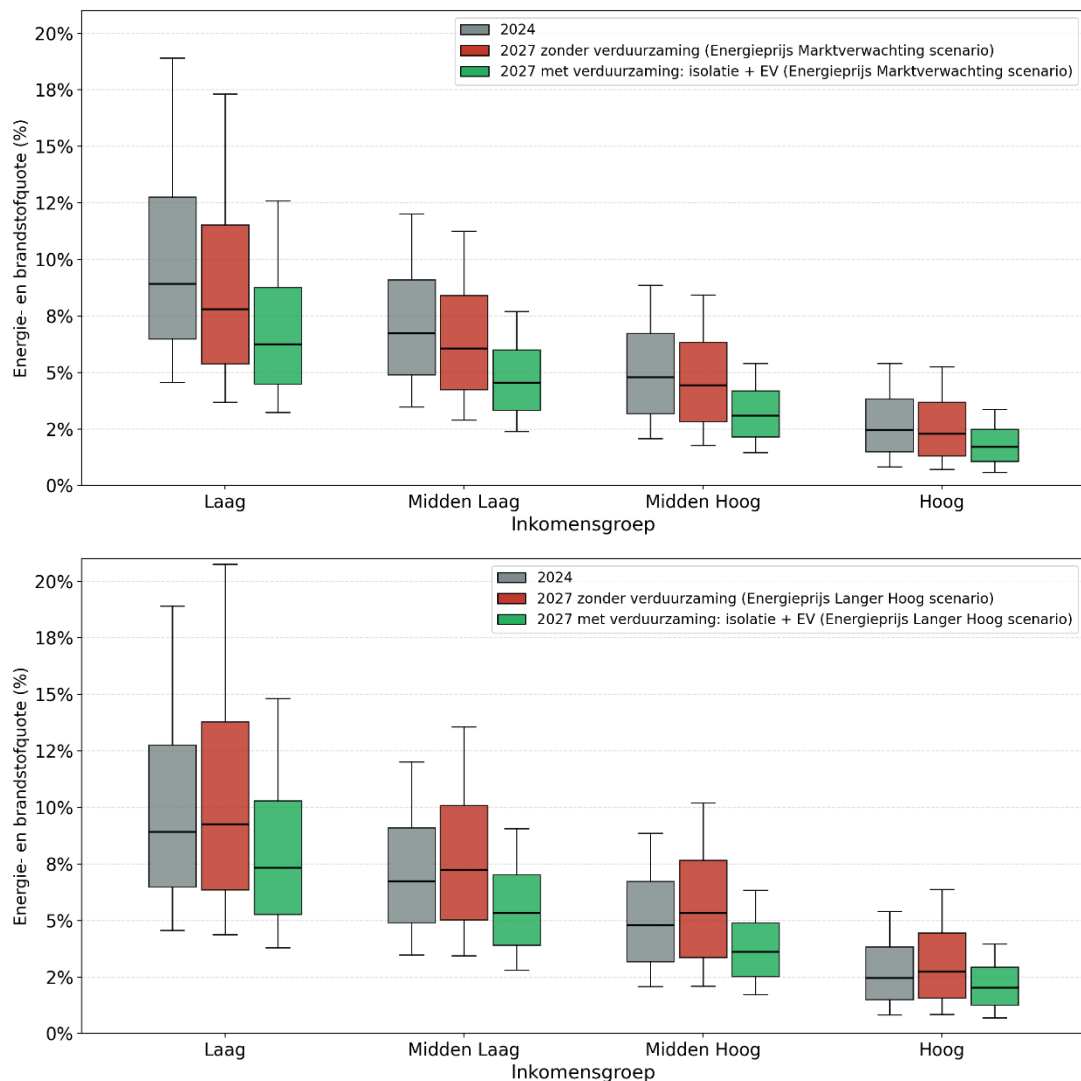 20%
18%
15%
12%
10%
8%
5%
2%
0%
Energie- en brandstofquote (%)
2024
2027 zonder verduurzaming (Energieprijs Marktverwachting scenario)
2027 met verduurzaming: isolatie + EV (Energieprijs Marktverwachting scenario)
Laag
Midden Laag
Midden Hoog
Hoog
Inkomensgroep
20%
18%
15%
12%
10%
8%
5%
2%
0%
Energie- en brandstofquote (%)
2024
2027 zonder verduurzaming (Energieprijs Langer Hoog scenario)
2027 met verduurzaming: isolatie + EV (Energieprijs Langer Hoog scenario)
Laag
Midden Laag
Midden Hoog
Hoog
Inkomensgroep